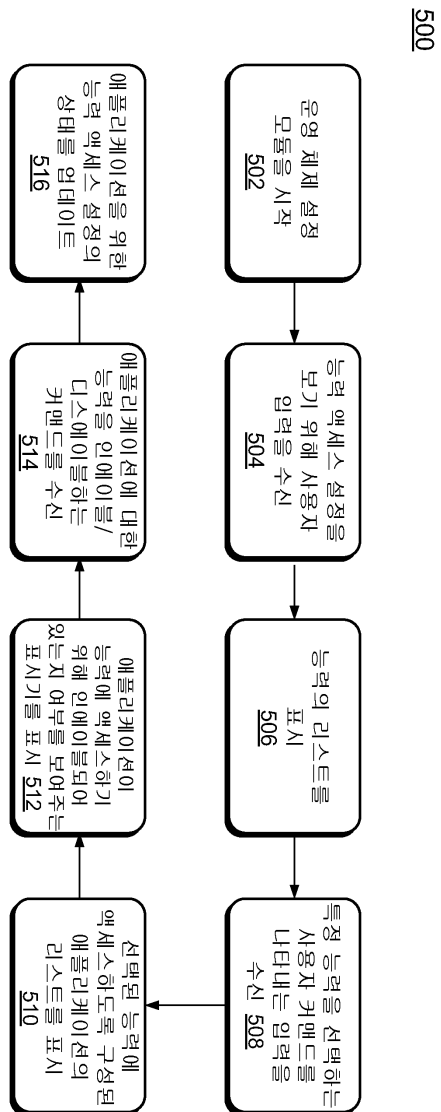 500
운영 체제 설정
모듈을 시작
502
능력 액세스 설정을
보기 위해 사용자
입력을 수신
504
능력의 리스트를
표시
506
특정 능력을 선택하는
사용자 커맨드를
나타내는 입력을
수신 508
선택된 능력에
액세스하도록 구성된
애플리케이션의
리스트를 표시
510
애플리케이션이
능력에 액세스하기
위해 인에이블되어
있는지 여부를 보여주는
표시기를 표시 512
애플리케이션에 대한
능력을 인에이블/
디스에이블하는
커맨드를 수신
514
애플리케이션을 위한
능력 액세스 설정의
상태를 업데이트
516